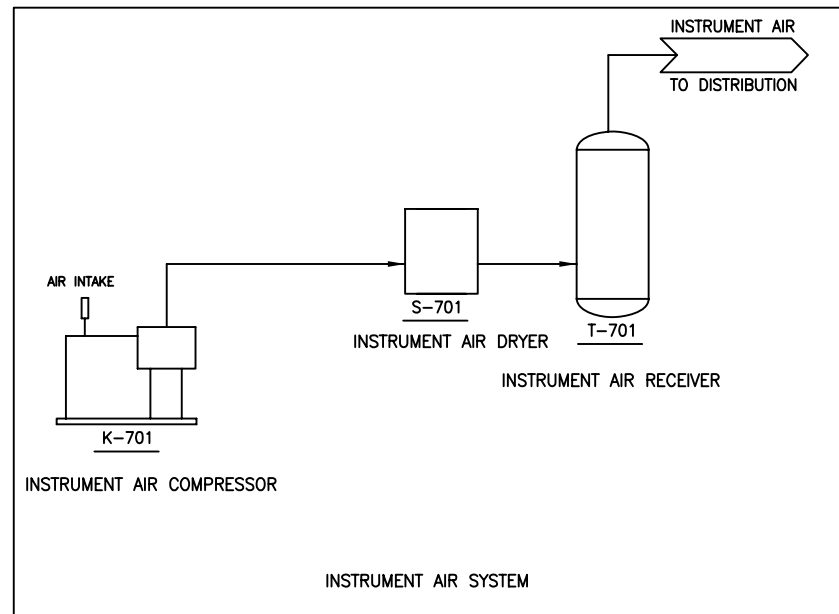 INSTRUMENT AIR
TO DISTRIBUTION
AIR INTAKE
S-701
INSTRUMENT AIR DRYER
T-701
INSTRUMENT AIR RECEIVER
K-701
INSTRUMENT AIR COMPRESSOR
INSTRUMENT AIR SYSTEM